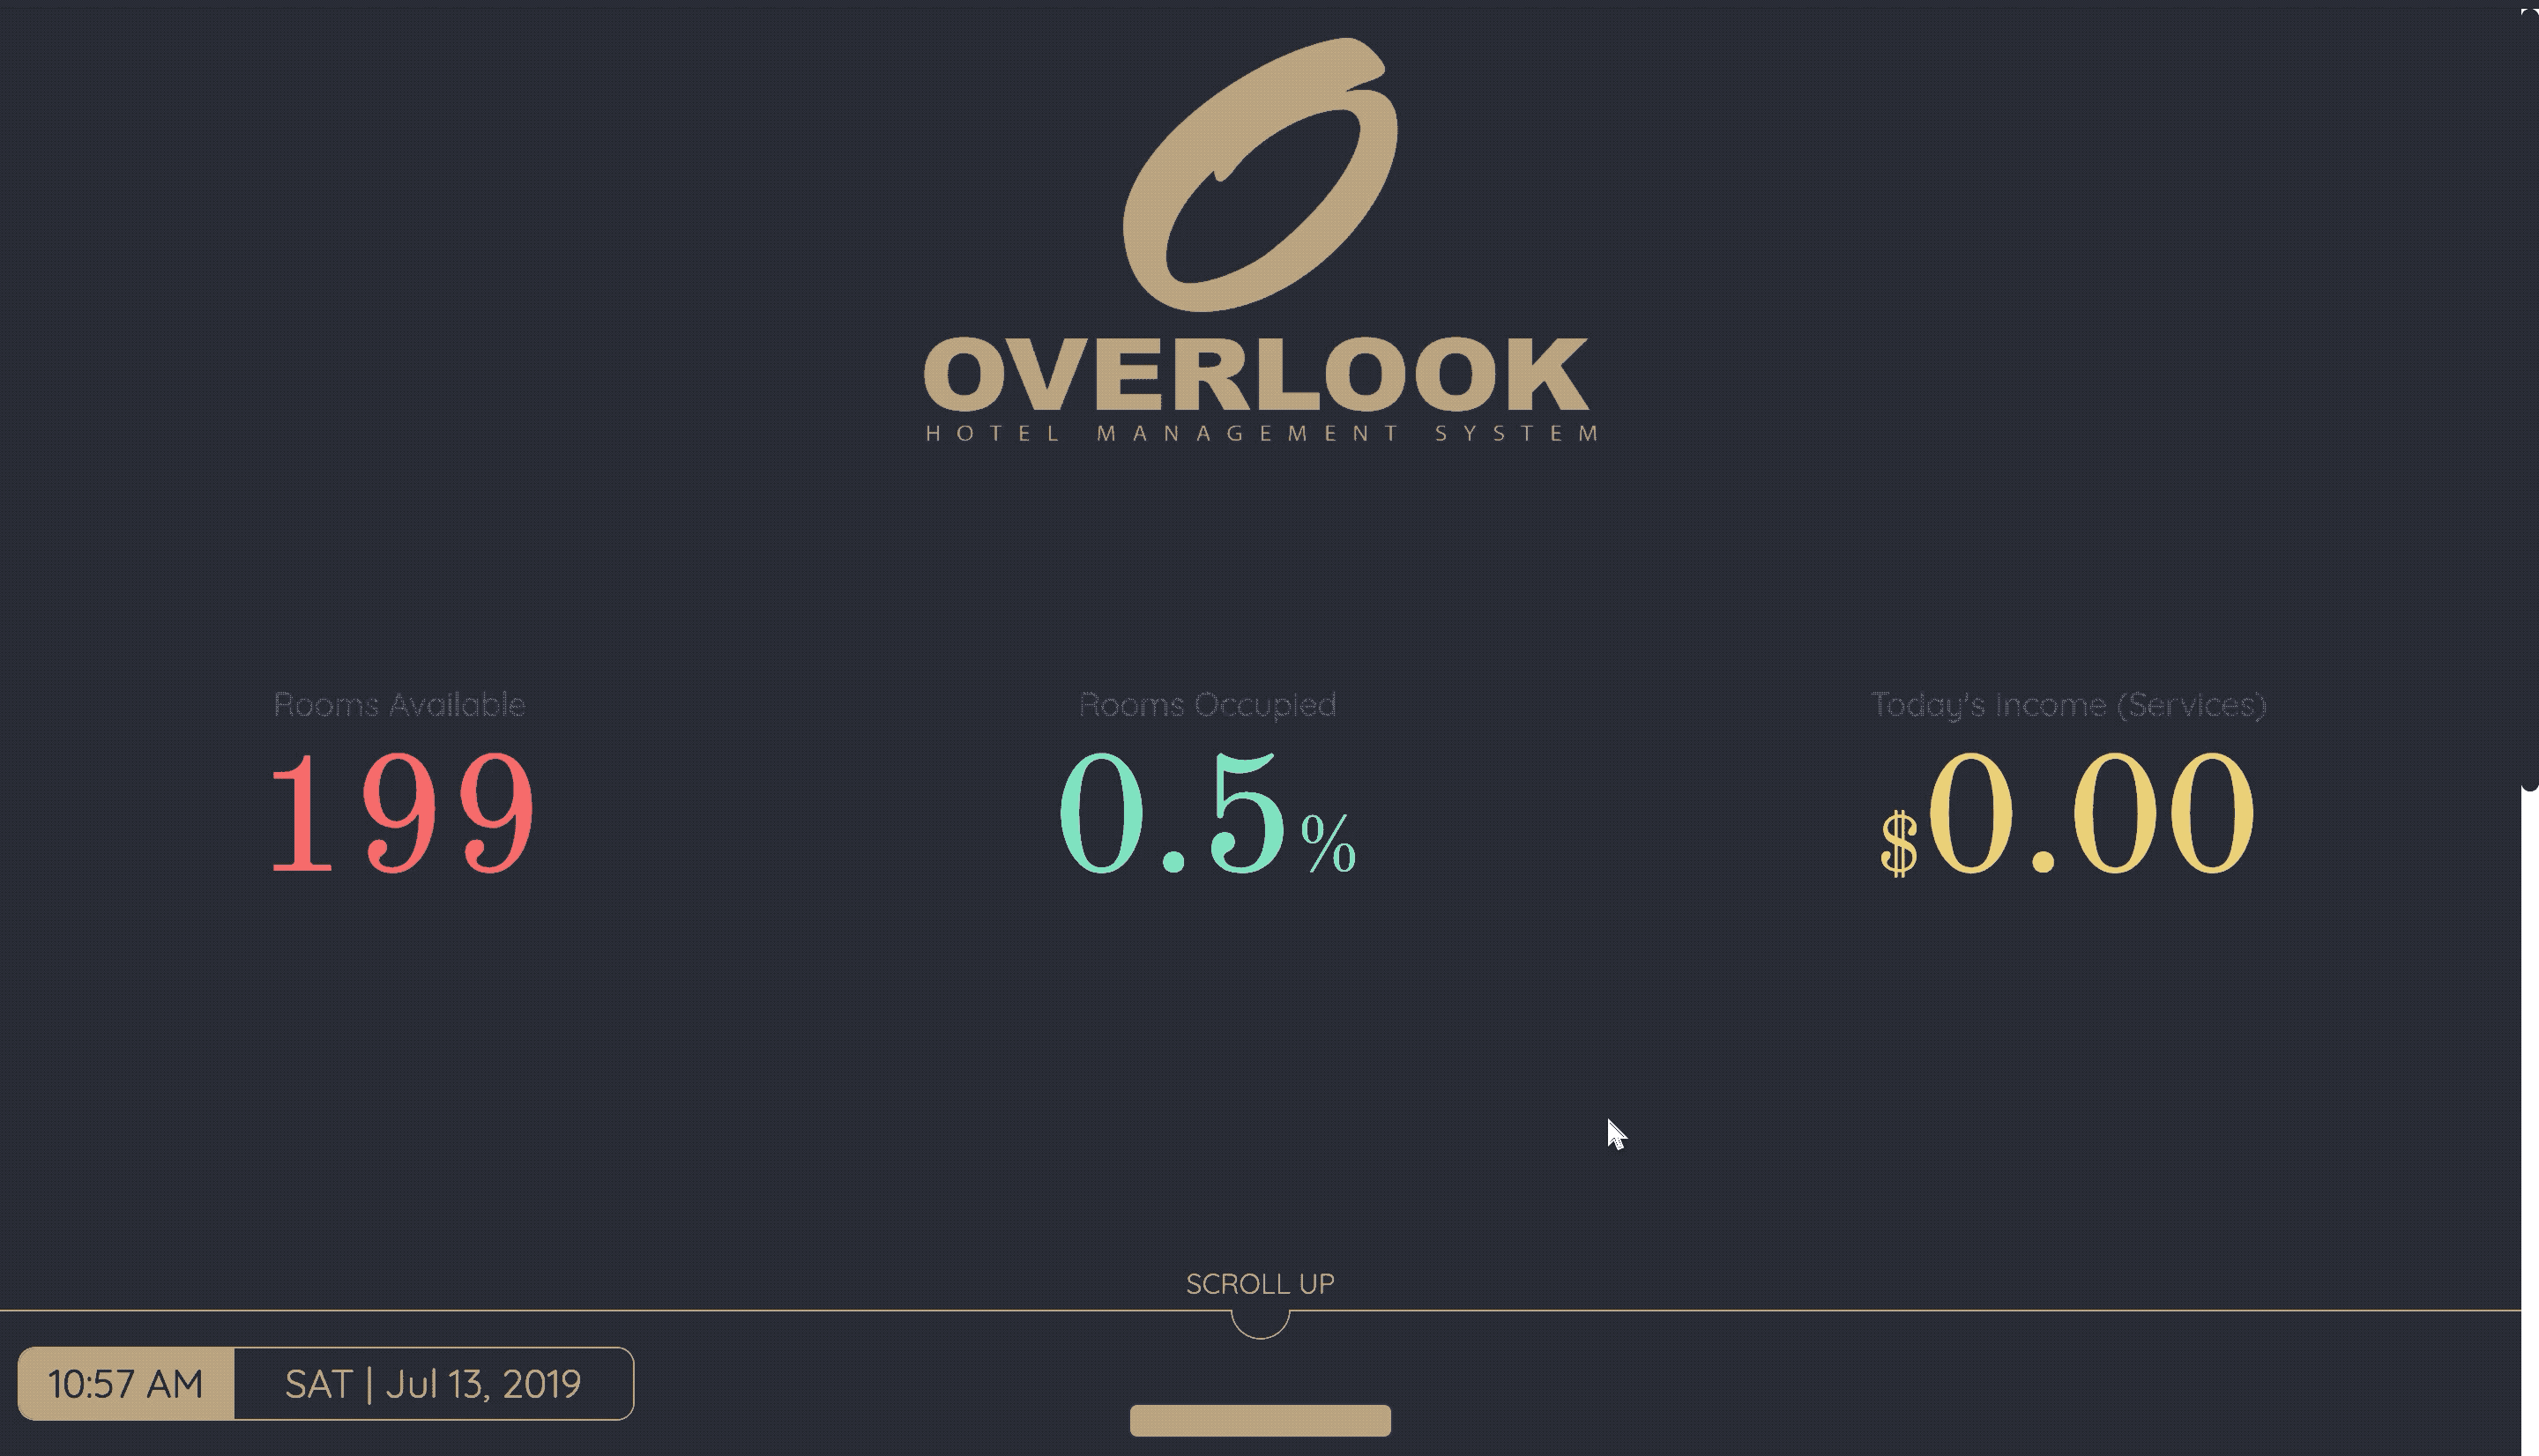 OVERLOOK
HOTEL MANAGEMENT SYSTEM
Rooms Available
199
Rooms Occupied
0.5%
Today's Income (Services)
$0.00
SCROLL UP
10:57 AM
SAT | Jul 13, 2019